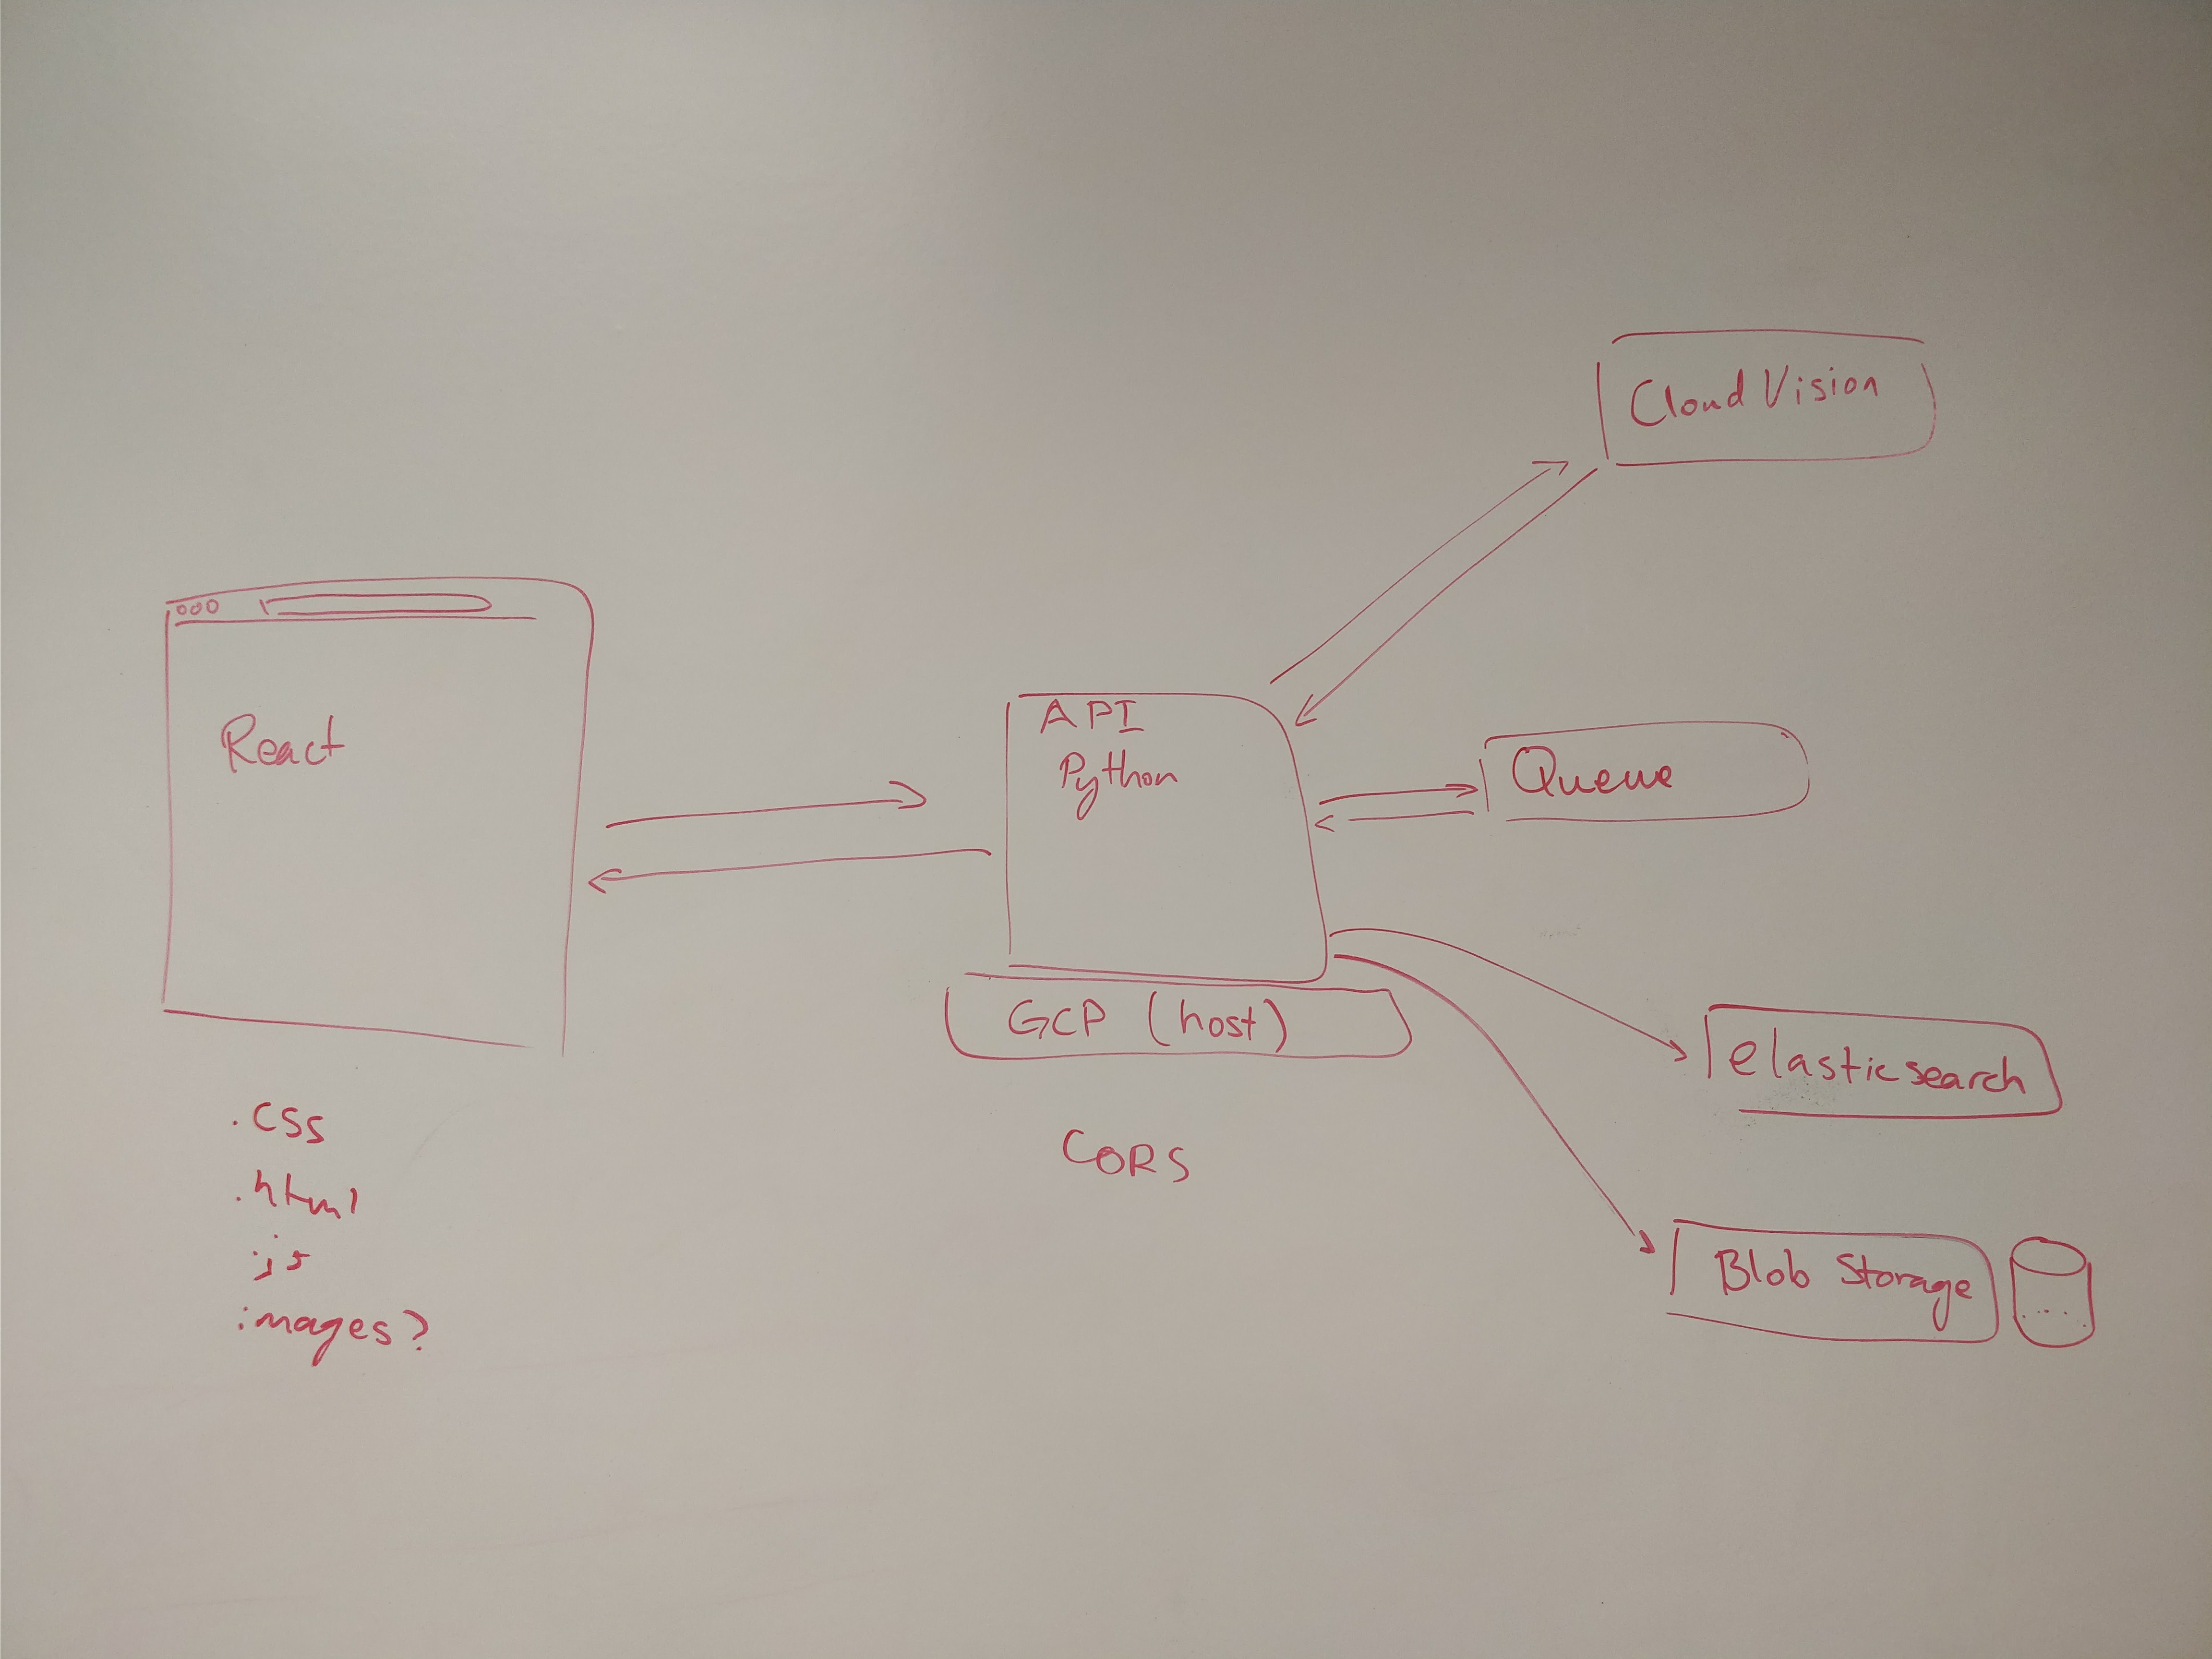 Cloud Vision
React
API
Python
Queue
GCP (host)
elasticsearch
.css
.html
.js
images?
CORS
Blob Storage